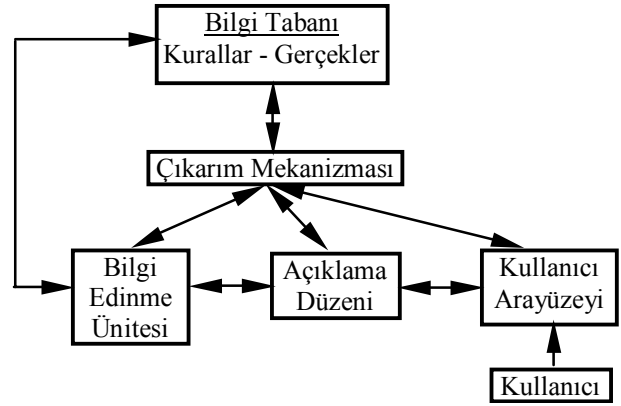 Bilgi Tabanı
Kurallar - Gerçekler
Çıkarım Mekanizması
Bilgi
Edinme
Ünitesi
Açıklama
Düzeni
Kullanıcı
Arayüzeyi
Kullanıcı